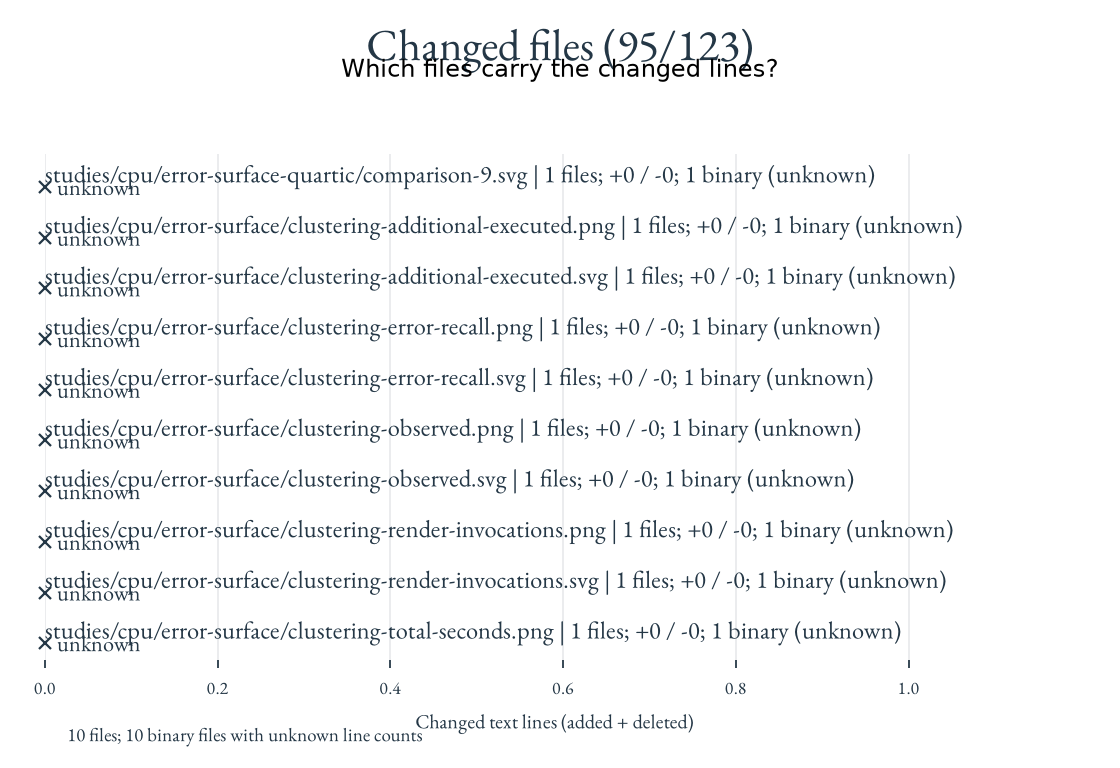 Changed files (95/123)
Which files carry the changed lines?
studies/cpu/error-surface-quartic/comparison-9.svg | 1 files; +0 / -0; 1 binary (unknown)
unknown
studies/cpu/error-surface/clustering-additional-executed.png | 1 files; +0 / -0; 1 binary (unknown)
unknown
studies/cpu/error-surface/clustering-additional-executed.svg | 1 files; +0 / -0; 1 binary (unknown)
unknown
studies/cpu/error-surface/clustering-error-recall.png | 1 files; +0 / -0; 1 binary (unknown)
unknown
studies/cpu/error-surface/clustering-error-recall.svg | 1 files; +0 / -0; 1 binary (unknown)
unknown
studies/cpu/error-surface/clustering-observed.png | 1 files; +0 / -0; 1 binary (unknown)
unknown
studies/cpu/error-surface/clustering-observed.svg | 1 files; +0 / -0; 1 binary (unknown)
unknown
studies/cpu/error-surface/clustering-render-invocations.png | 1 files; +0 / -0; 1 binary (unknown)
unknown
studies/cpu/error-surface/clustering-render-invocations.svg | 1 files; +0 / -0; 1 binary (unknown)
unknown
studies/cpu/error-surface/clustering-total-seconds.png | 1 files; +0 / -0; 1 binary (unknown)
unknown
0.0 0.2 0.4 0.6 0.8 1.0
Changed text lines (added + deleted)
10 files; 10 binary files with unknown line counts